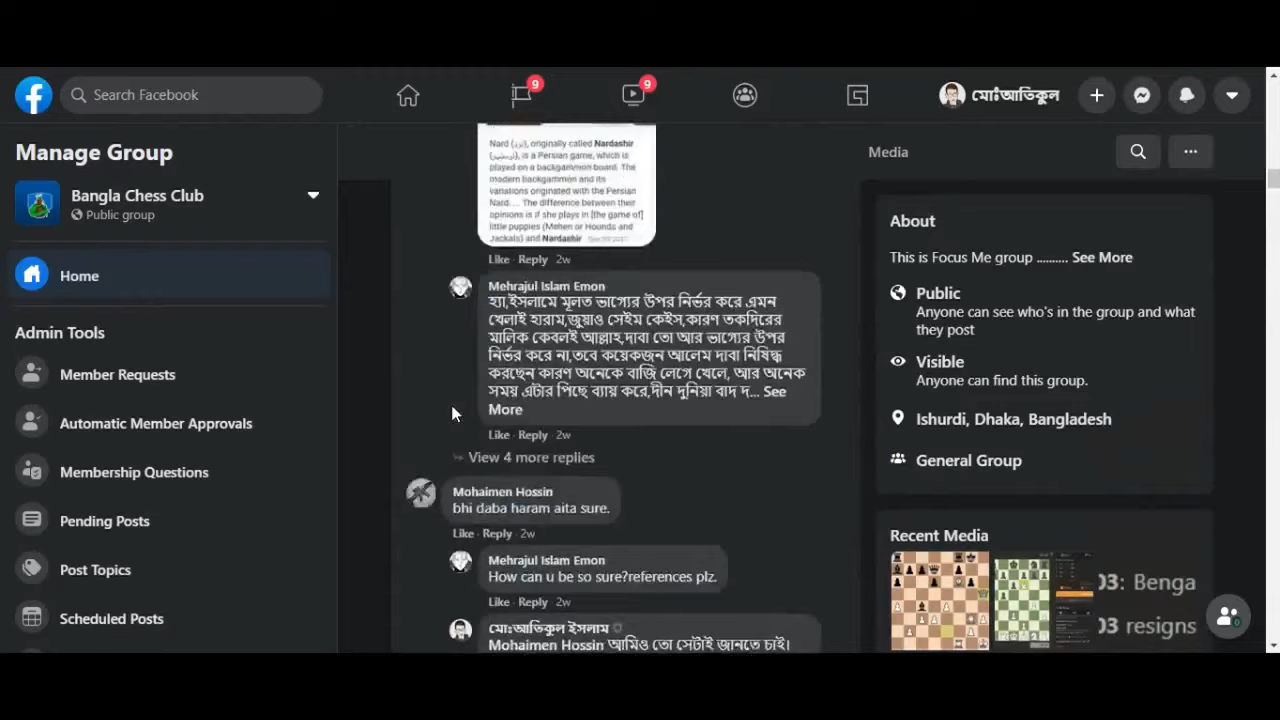 Search Facebook
9
9
মোঃআতিকুল
Manage Group
Bangla Chess Club
Public group
Home
Admin Tools
Member Requests
Automatic Member Approvals
Membership Questions
Pending Posts
Post Topics
Scheduled Posts
Nard (نرد), originally called Nardashir
is a Persian game, which is
played on a backgammon board. The
modern backgammon and its
variations originated with the Persian
Nard.... The difference between their
opinions is if she plays in [the game of]
little puppies (Mehen or Hounds and
Jackals) and Nardashir
Like · Reply 2w
Mehrajul Islam Emon
হ্যা,ইসলামে মূলত ভাগ্যের উপর নির্ভর করে এমন
খেলাই হারাম,জুয়াও সেইম কেইস,কারণ তকদিরের
মালিক কেবলই আল্লাহ,দাবা তো আর ভাগ্যের উপর
নির্ভর করে না,তবে কয়েকজন আলেম দাবা নিষিদ্ধ
করছেন কারণ অনেকে বাজি লেগে খেলে, আর অনেক
সময় এটার পিছে ব্যায় করে,দীন দুনিয়া বাদ দ... See
More
Like · Reply 2w
View 4 more replies
Mohaimen Hossin
bhi daba haram aita sure.
Like · Reply · 2w
Mehrajul Islam Emon
How can u be so sure?references plz.
Like · Reply · 2w
মোঃআতিকুল ইসলাম
Mohaimen Hossin আমিও তো সেটাই জানতে চাই।
Media
About
This is Focus Me group .......... See More
Public
Anyone can see who's in the group and what
they post
Visible
Anyone can find this group.
Ishurdi, Dhaka, Bangladesh
General Group
Recent Media
03: Benga
03 resigns